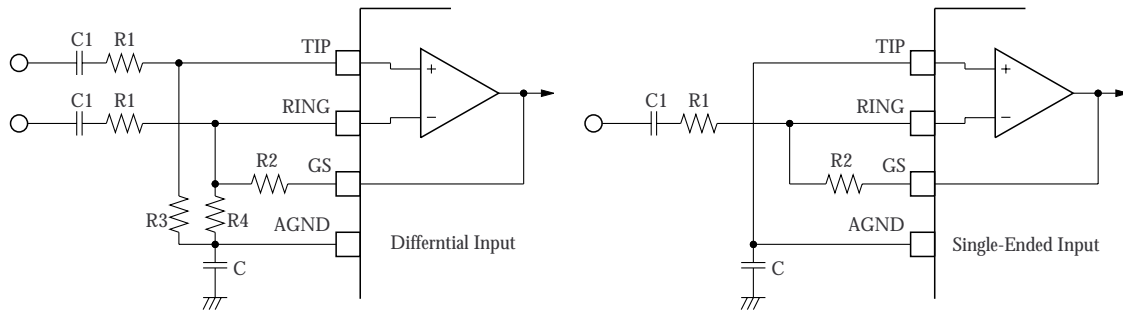 C1 R1 TIP
+
C1 R1 RING
−
R2 GS
R3 R4 AGND
Differntial Input
C
TIP
+
C1 R1 RING
−
R2 GS
AGND
Single-Ended Input
C